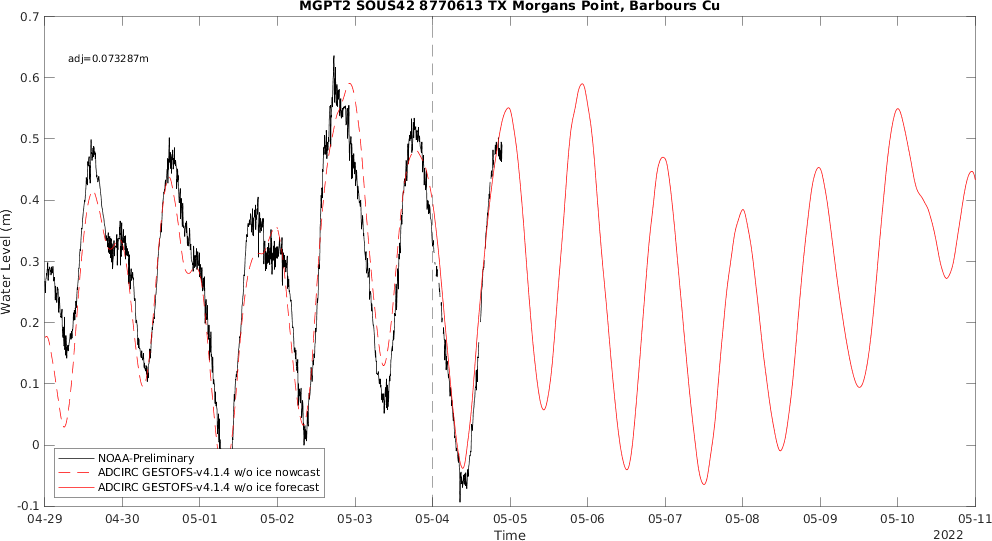 MGPT2 SOUS42 8770613 TX Morgans Point, Barbours Cu
adj=0.073287m
0.7
0.6
0.5
0.4
0.3
0.2
0.1
0
-0.1
Water Level (m)
NOAA-Preliminary
ADCIRC GESTOFS-v4.1.4 w/o ice nowcast
ADCIRC GESTOFS-v4.1.4 w/o ice forecast
04-29 04-30 05-01 05-02 05-03 05-04 05-05 05-06 05-07 05-08 05-09 05-10 05-11
Time
2022